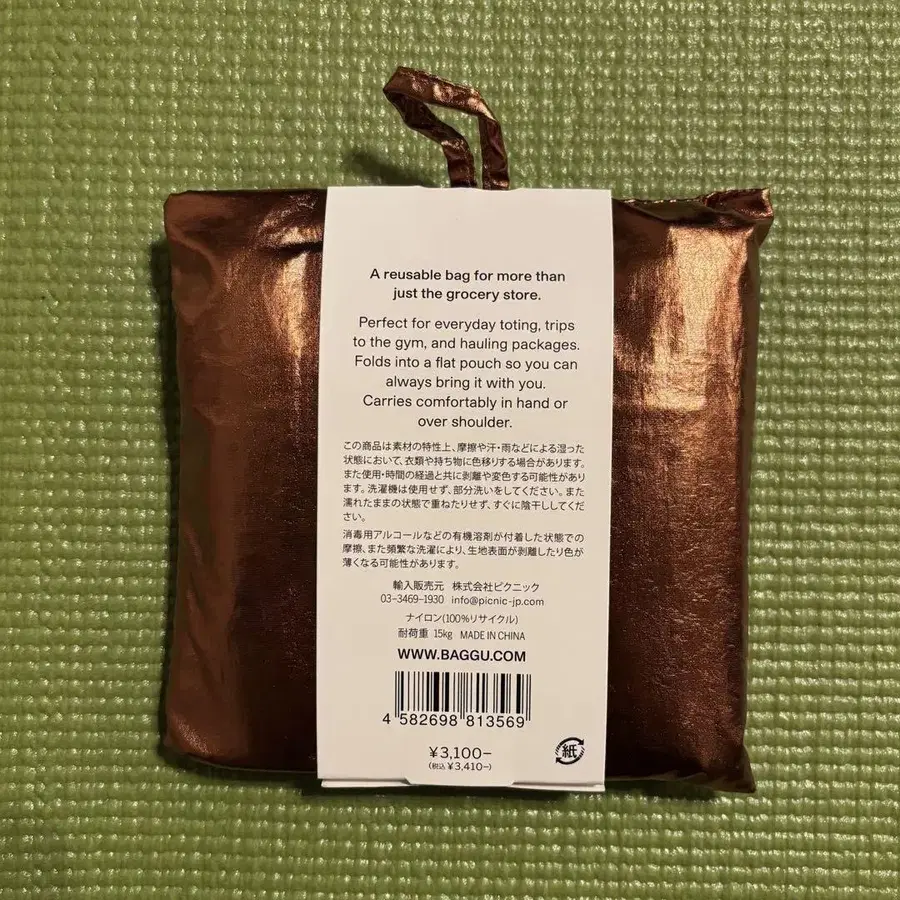 A reusable bag for more than
just the grocery store.
Perfect for everyday toting, trips
to the gym, and hauling packages.
Folds into a flat pouch so you can
always bring it with you.
Carries comfortably in hand or
over shoulder.
この商品は素材の特性上、摩擦や汗・雨などによる湿った
状態において、衣類や持ち物に色移りする場合があります。
また使用・時間の経過と共に剥離や変色する可能性があり
ます。洗濯機は使用せず、部分洗いをしてください。また
濡れたままの状態で重ねたりせず、すぐに陰干ししてくだ
さい。
消毒用アルコールなどの有機溶剤が付着した状態での
摩擦、また頻繁な洗濯により、生地表面が剥離したり色が
薄くなる可能性があります。
輸入販売元 株式会社ピクニック
03-3469-1930 info@picnic-jp.com
ナイロン(100%リサイクル)
耐荷重 15kg MADE IN CHINA
WWW.BAGGU.COM
4 582698 813569
¥3,100-
(税込 ¥3,410-)
紙